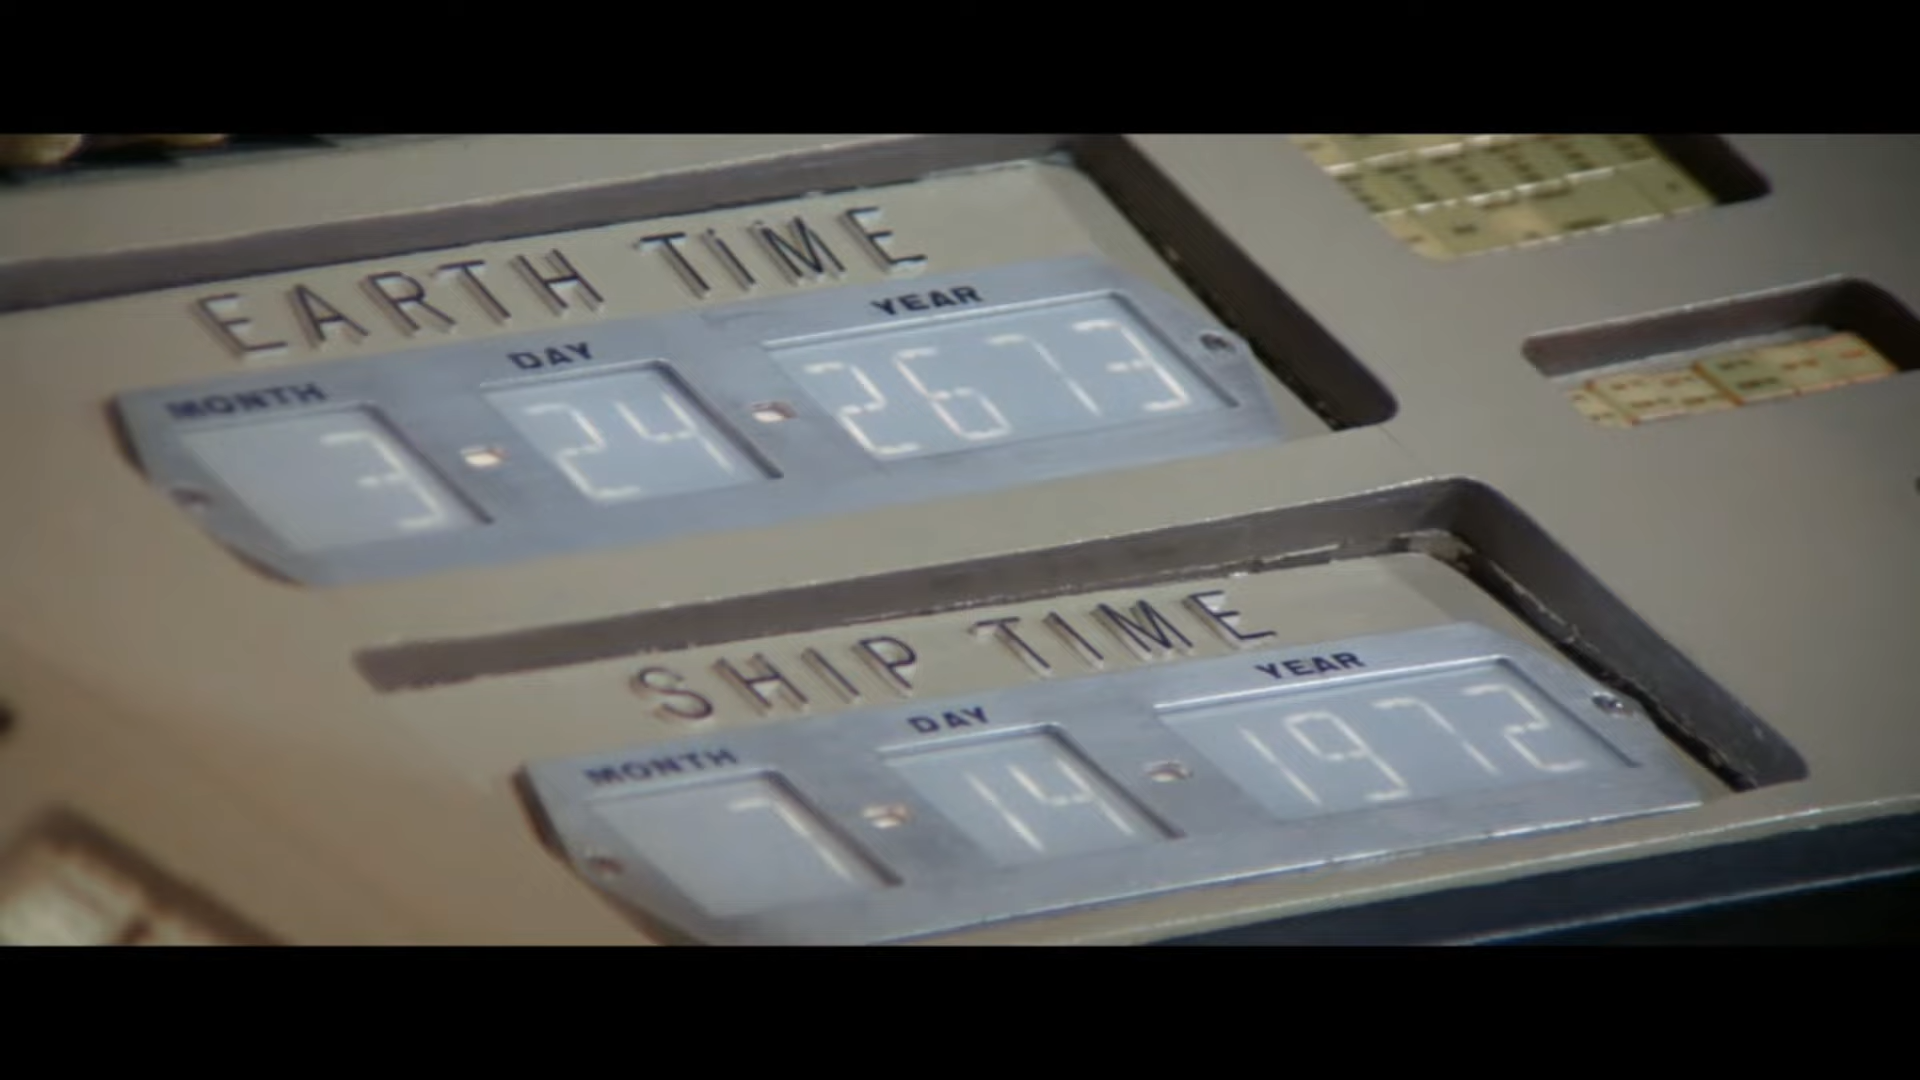 EARTH TIME
MONTH DAY YEAR
3 - 24 - 2673
SHIP TIME
MONTH DAY YEAR
7 - 14 - 1972